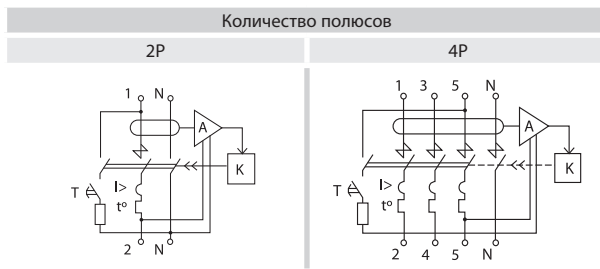 Количество полюсов
2P
4P
1 N
A
K
T
I>
t°
2 N
1 3 5 N
A
K
T
I>
t°
2 4 5 N